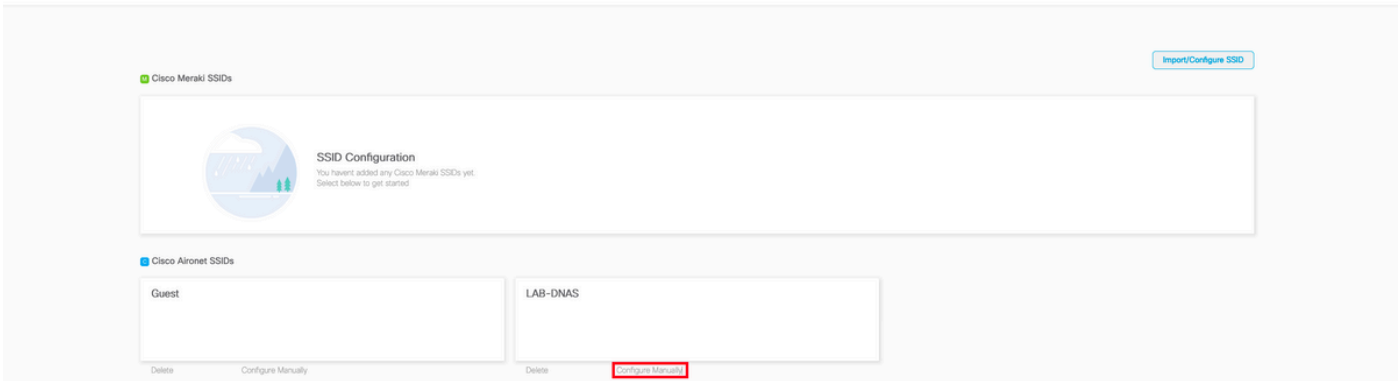 Import/Configure SSID
M Cisco Meraki SSIDs
SSID Configuration
You havent added any Cisco Meraki SSIDs yet.
Select below to get started
C Cisco Aironet SSIDs
Guest
LAB-DNAS
Delete Configure Manually
Delete Configure Manually